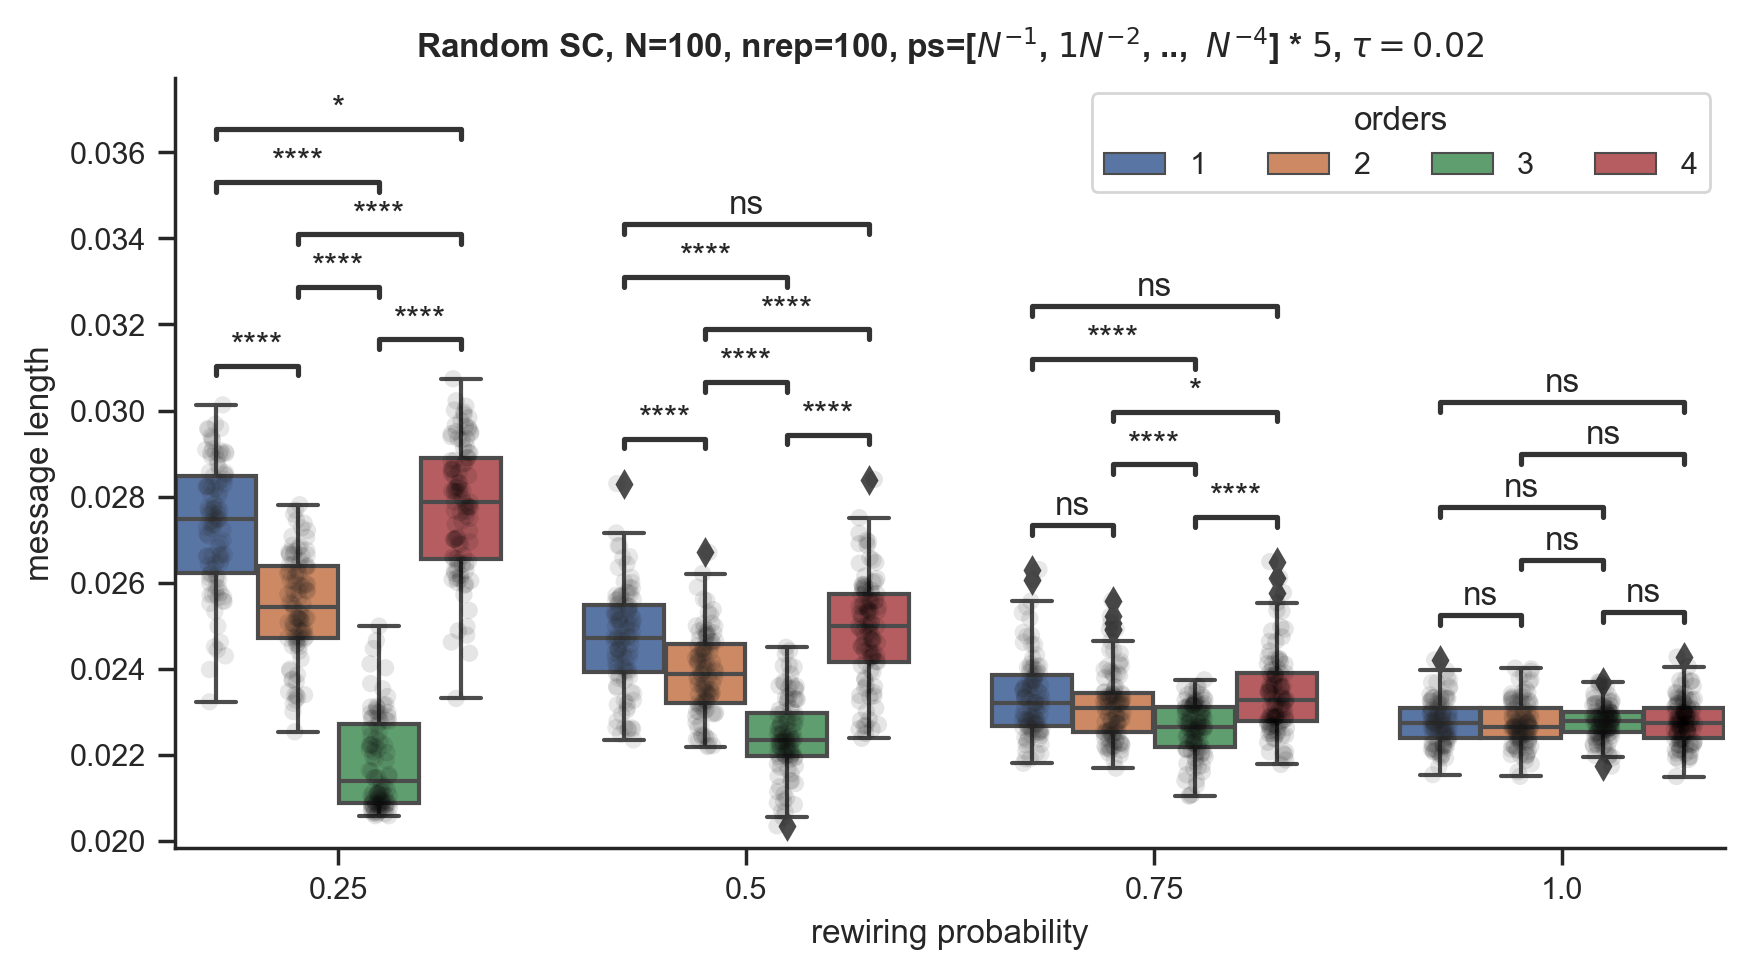 Random SC, N=100, nrep=100, ps=[N⁻¹, 1N⁻², .., N⁻⁴] * 5, τ = 0.02
orders
1 2 3 4
message length
0.036
0.034
0.032
0.030
0.028
0.026
0.024
0.022
0.020
*
****
****
****
****
****
ns
****
****
****
****
****
ns
****
*
****
****
ns
ns
ns
ns
ns
ns
ns
0.25 0.5 0.75 1.0
rewiring probability